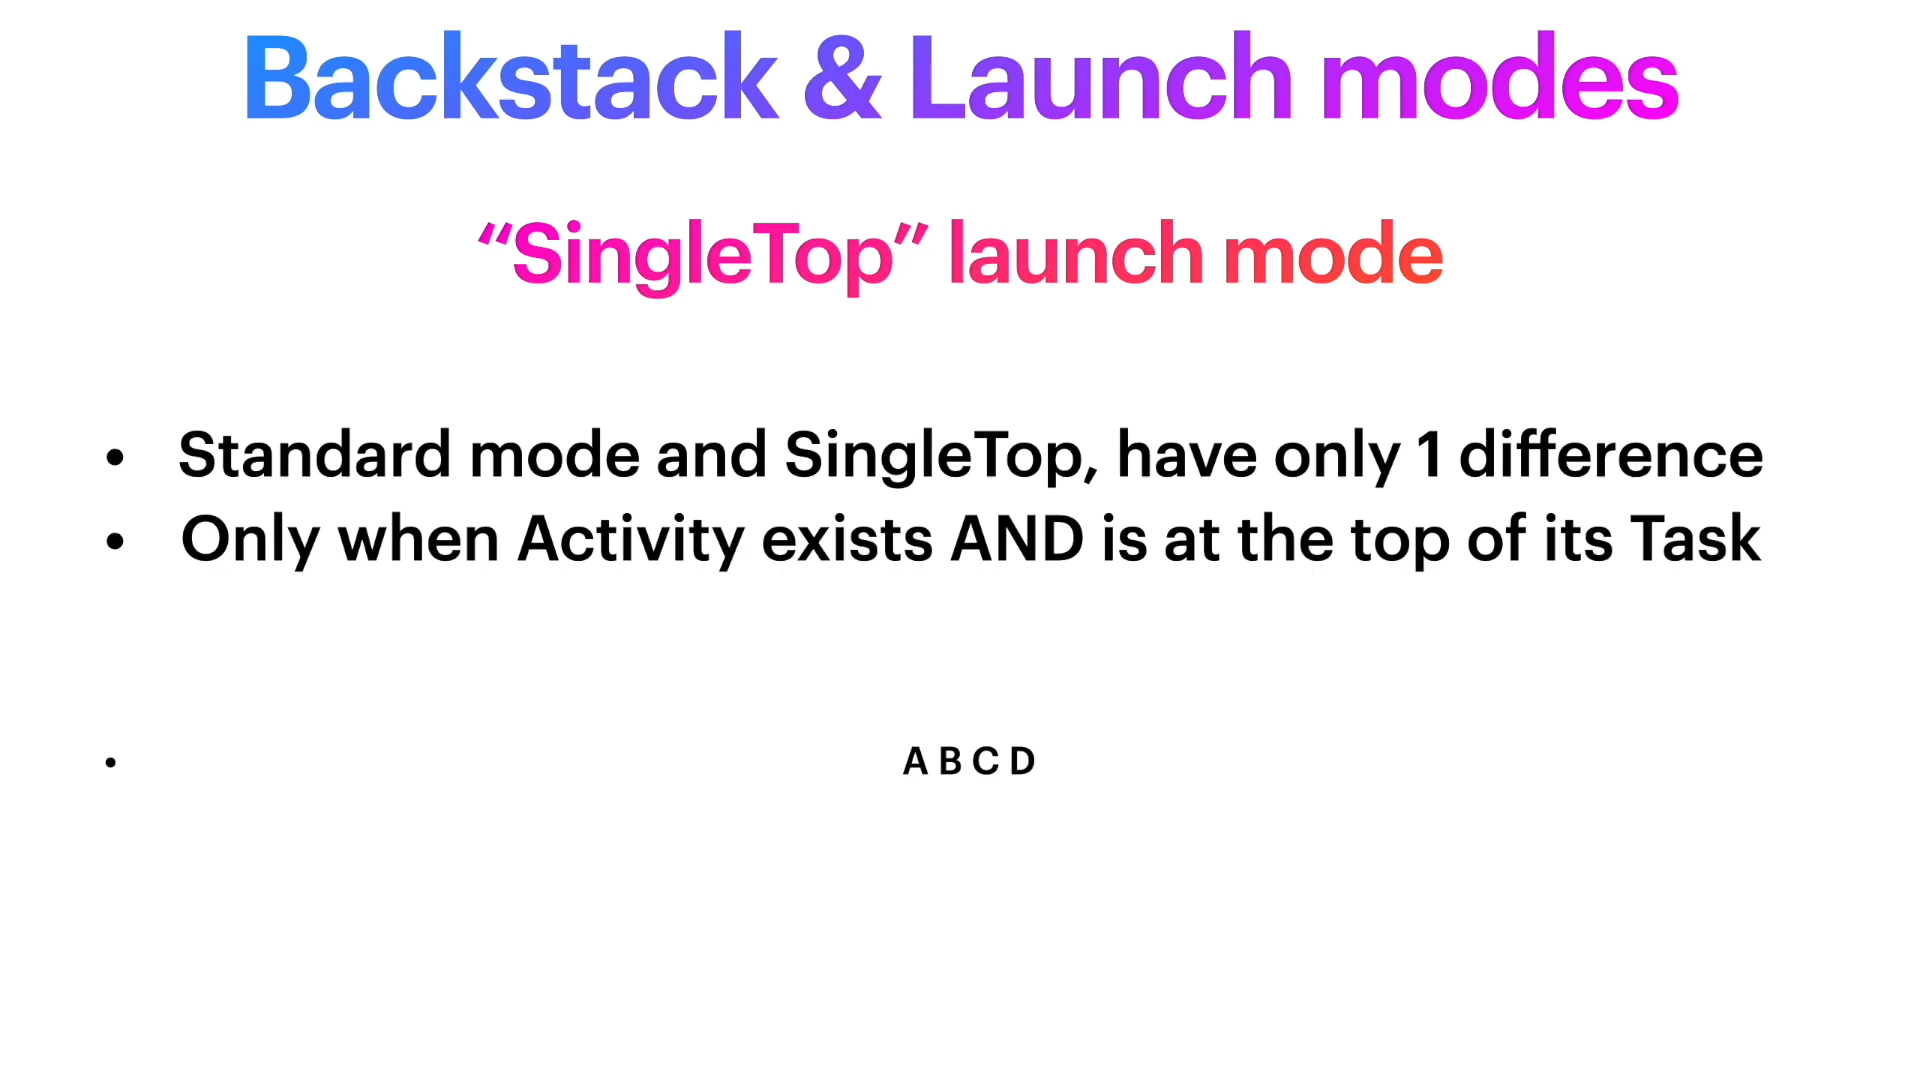 Backstack & Launch modes
“SingleTop” launch mode
• Standard mode and SingleTop, have only 1 difference
• Only when Activity exists AND is at the top of its Task
• A B C D